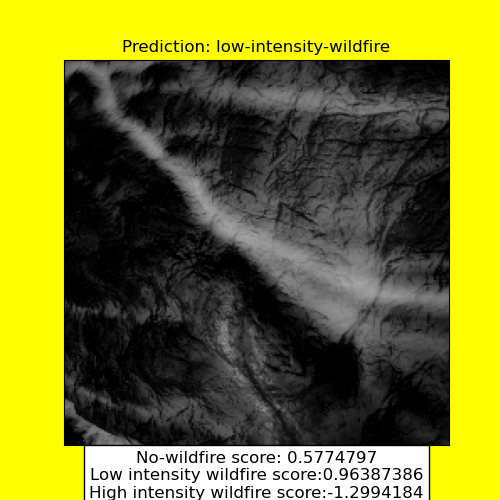 Prediction: low-intensity-wildfire
No-wildfire score: 0.5774797
Low intensity wildfire score:0.96387386
High intensity wildfire score:-1.2994184